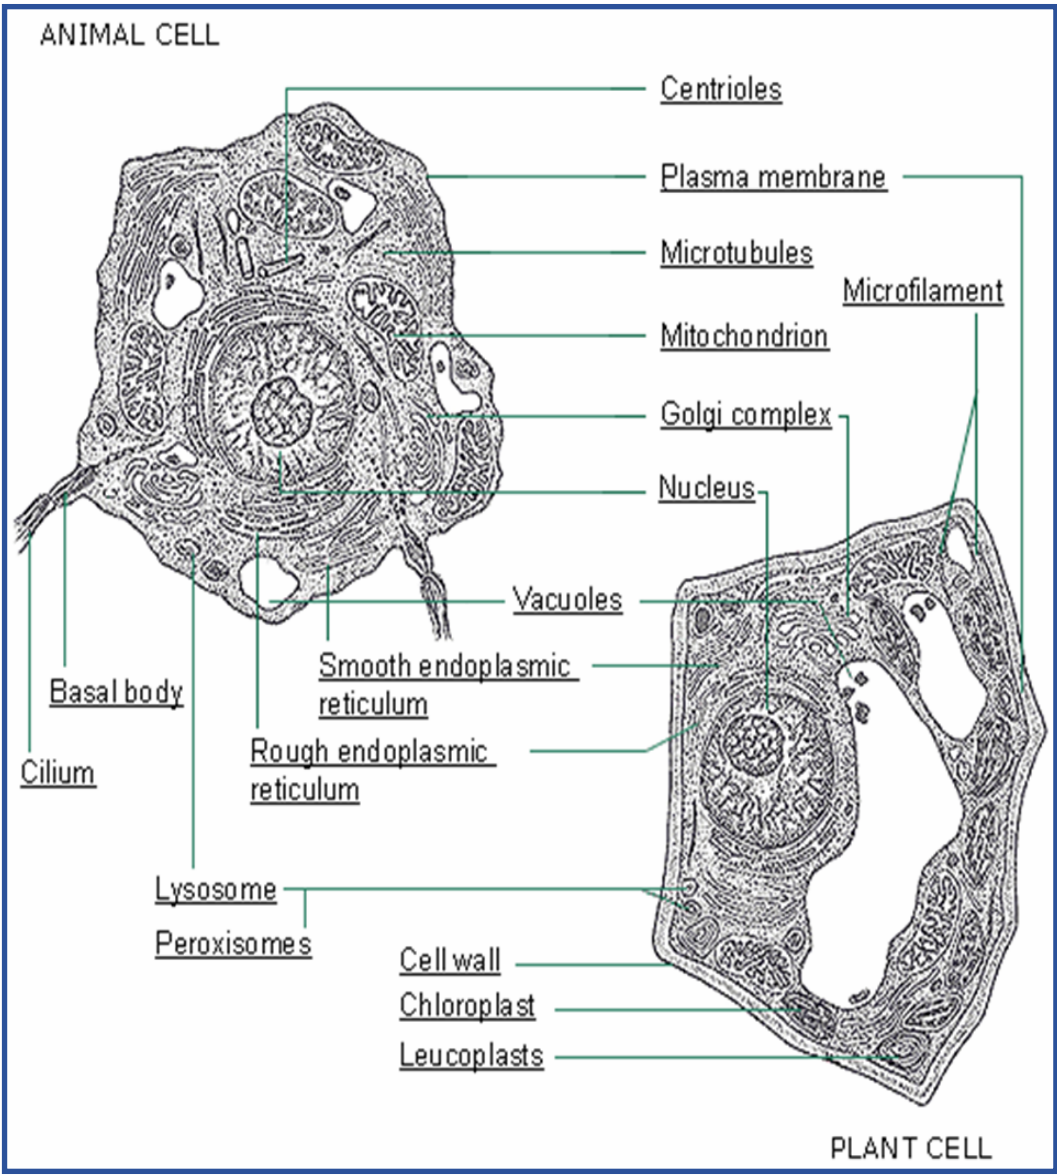 ANIMAL CELL
Centrioles
Plasma membrane
Microtubules
Microfilament
Mitochondrion
Golgi complex
Nucleus
Vacuoles
Smooth endoplasmic
reticulum
Basal body
Rough endoplasmic
reticulum
Cilium
Lysosome
Peroxisomes
Cell wall
Chloroplast
Leucoplasts
PLANT CELL